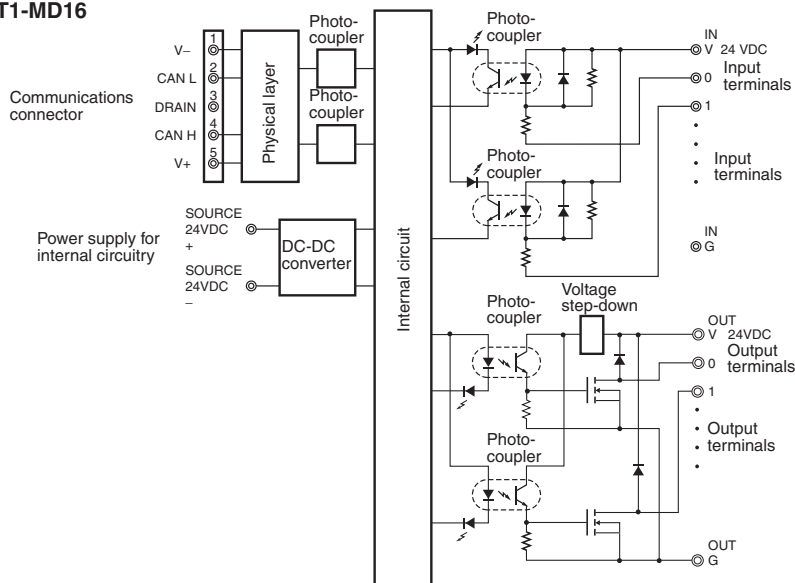 T1-MD16
Photo-
coupler
Photo-
coupler
1
V–
2
CAN L
3
DRAIN
4
CAN H
5
V+
Communications
connector
Physical layer
Photo-
coupler
IN
V 24 VDC
0
Input
terminals
1
Photo-
coupler
Input
terminals
IN
G
Power supply for
internal circuitry
SOURCE
24VDC
+
SOURCE
24VDC
–
DC-DC
converter
Internal circuit
Photo-
coupler
Voltage
step-down
OUT
V 24VDC
0
Output
terminals
1
Photo-
coupler
Output
terminals
OUT
G